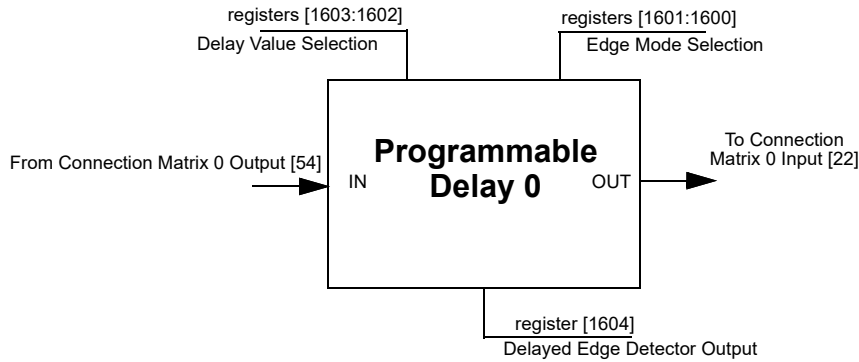 registers [1603:1602]
Delay Value Selection
registers [1601:1600]
Edge Mode Selection
From Connection Matrix 0 Output [54]
IN
Programmable
Delay 0
OUT
To Connection
Matrix 0 Input [22]
register [1604]
Delayed Edge Detector Output